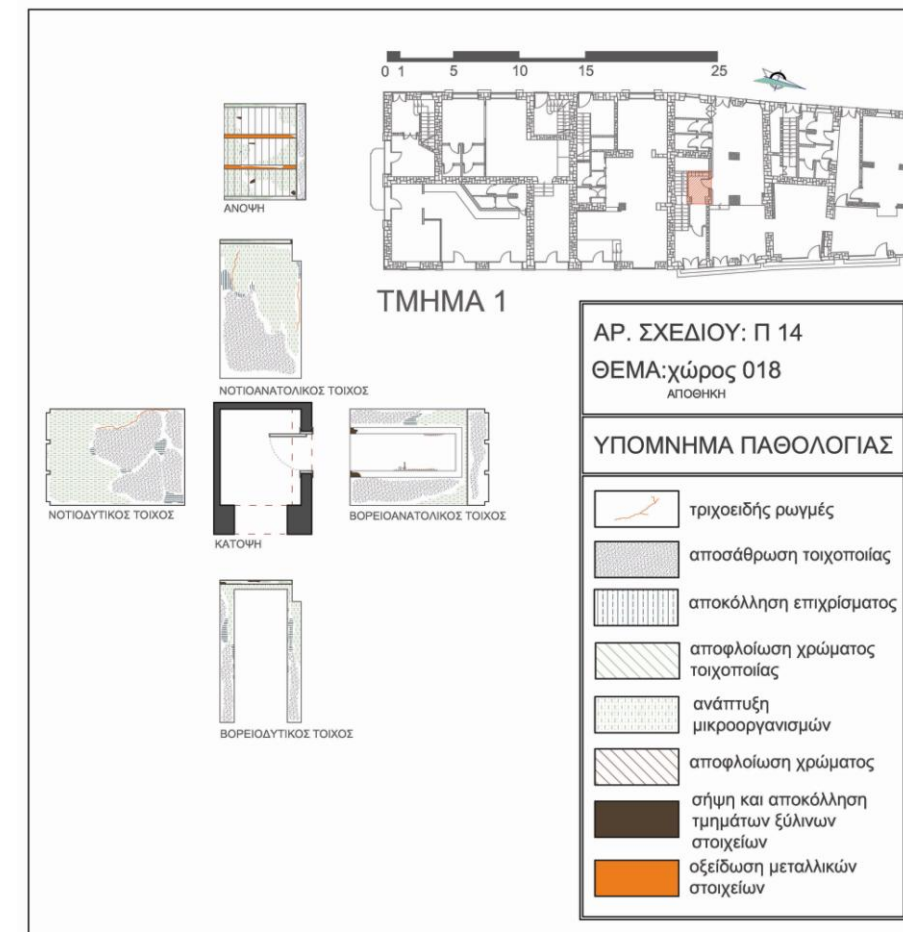 0 1 5 10 15 25
ΑΝΟΨΗ
ΤΜΗΜΑ 1
ΝΟΤΙΟΑΝΑΤΟΛΙΚΟΣ ΤΟΙΧΟΣ
ΝΟΤΙΟΔΥΤΙΚΟΣ ΤΟΙΧΟΣ
ΚΑΤΟΨΗ
ΒΟΡΕΙΟΑΝΑΤΟΛΙΚΟΣ ΤΟΙΧΟΣ
ΒΟΡΕΙΟΔΥΤΙΚΟΣ ΤΟΙΧΟΣ
ΑΡ. ΣΧΕΔΙΟΥ: Π 14
ΘΕΜΑ:χώρος 018
ΑΠΟΘΗΚΗ
ΥΠΟΜΝΗΜΑ ΠΑΘΟΛΟΓΙΑΣ
τριχοειδής ρωγμές
αποσάθρωση τοιχοποιίας
αποκόλληση επιχρίσματος
αποφλοίωση χρώματος
τοιχοποιίας
ανάπτυξη
μικροοργανισμών
αποφλοίωση χρώματος
σήψη και αποκόλληση
τμημάτων ξύλινων
στοιχείων
οξείδωση μεταλλικών
στοιχείων